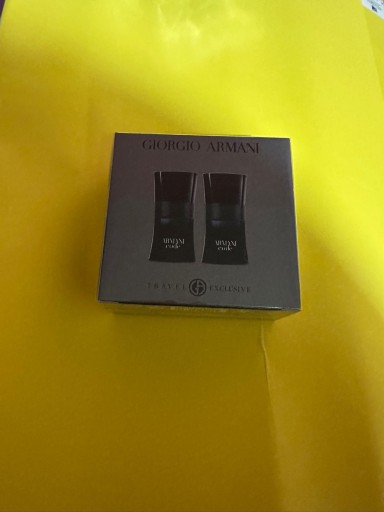 GIORGIO ARMANI
ARMANI
code
ARMANI
code
TRAVEL EXCLUSIVE